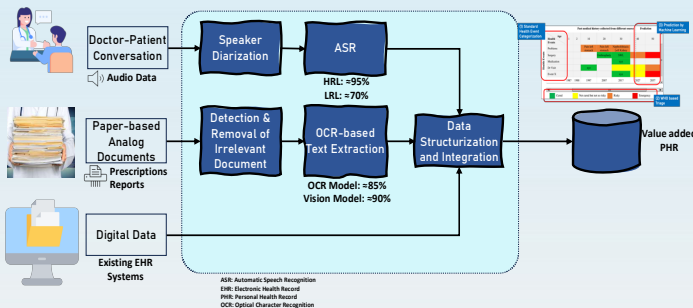 Doctor-Patient
Conversation
Audio Data
Speaker
Diarization
ASR
HRL: ≈95%
LRL: ≈70%
Paper-based
Analog
Documents
Prescriptions
Reports
Detection &
Removal of
Irrelevant
Document
OCR-based
Text Extraction
OCR Model: ≈85%
Vision Model: ≈90%
Data
Structurization
and Integration
Value added
PHR
Digital Data
Existing EHR
Systems
ASR: Automatic Speech Recognition
EHR: Electronic Health Record
PHR: Personal Health Record
OCR: Optical Character Recognition